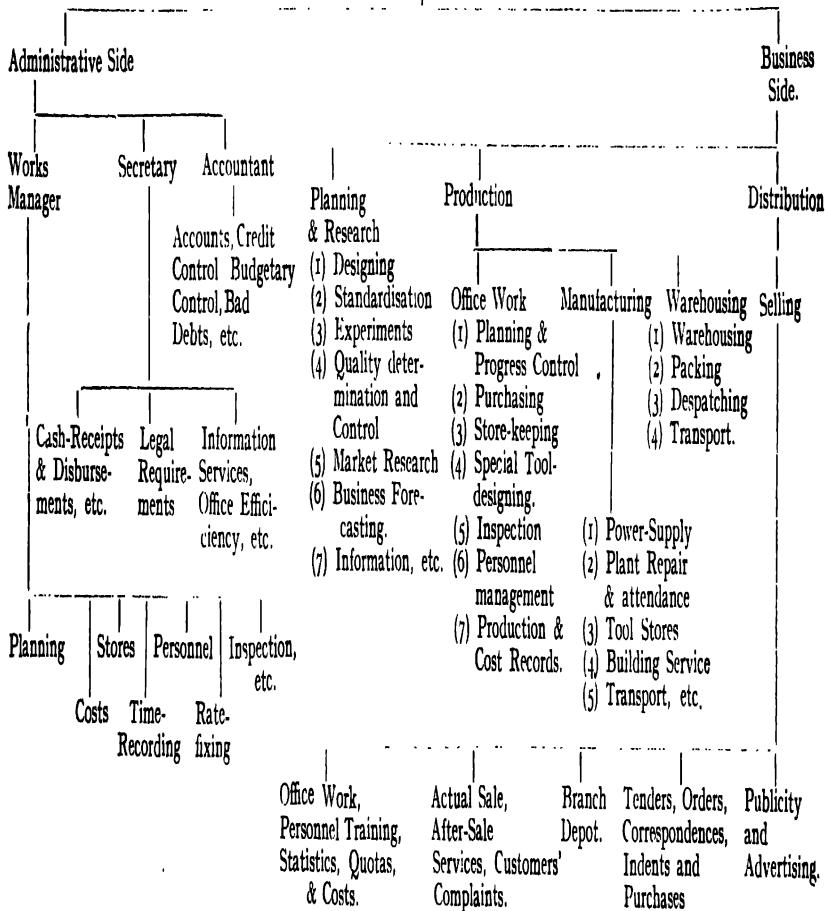 Administrative Side
Business
Side.
Works
Manager
Secretary
Accountant
Accounts, Credit
Control Budgetary
Control, Bad
Debts, etc.
Cash-Receipts
& Disburse-
ments, etc.
Legal
Require-
ments
Information
Services,
Office Effici-
ciency, etc.
Planning
Stores
Personnel
Inspection,
etc.
Costs
Time-
Recording
Rate-
fixing
Planning
& Research
(1) Designing
(2) Standardisation
(3) Experiments
(4) Quality deter-
mination and
Control
(5) Market Research
(6) Business Fore-
casting.
(7) Information, etc.
Production
Office Work
(1) Planning &
Progress Control
(2) Purchasing
(3) Store-keeping
(4) Special Tool-
designing.
(5) Inspection
(6) Personnel
management
(7) Production &
Cost Records.
Manufacturing
(1) Power-Supply
(2) Plant Repair
& attendance
(3) Tool Stores
(4) Building Service
(5) Transport, etc.
Distribution
Warehousing
(1) Warehousing
(2) Packing
(3) Despatching
(4) Transport.
Selling
Office Work,
Personnel Training,
Statistics, Quotas,
& Costs.
Actual Sale,
After-Sale
Services, Customers'
Complaints.
Branch
Depot.
Tenders, Orders,
Correspondences,
Indents and
Purchases
Publicity
and
Advertising.